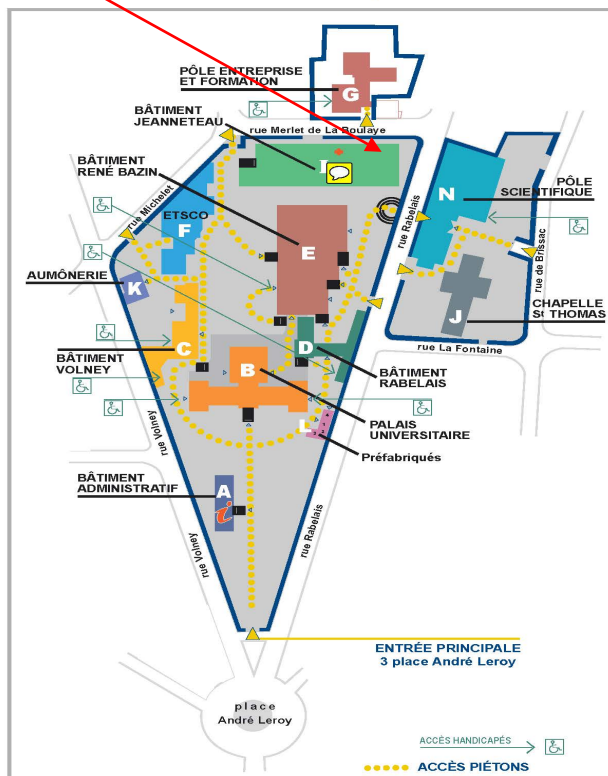 PÔLE ENTREPRISE
ET FORMATION
G
BÂTIMENT
JEANNETEAU
rue Merlet de La Boulaye
BÂTIMENT
RENÉ BAZIN
I
N
PÔLE
SCIENTIFIQUE
rue Michelet
ETSCO
F
rue Rabelais
rue de Brissac
E
AUMÔNERIE
K
J
CHAPELLE
St THOMAS
rue La Fontaine
C
D
BÂTIMENT
VOLNEY
B
BÂTIMENT
RABELAIS
PALAIS
UNIVERSITAIRE
L
Préfabriqués
rue Volney
BÂTIMENT
ADMINISTRATIF
A
i
rue Volney
rue Rabelais
ENTRÉE PRINCIPALE
3 place André Leroy
place
André Leroy
ACCÈS HANDICAPÉS
ACCÈS PIÉTONS